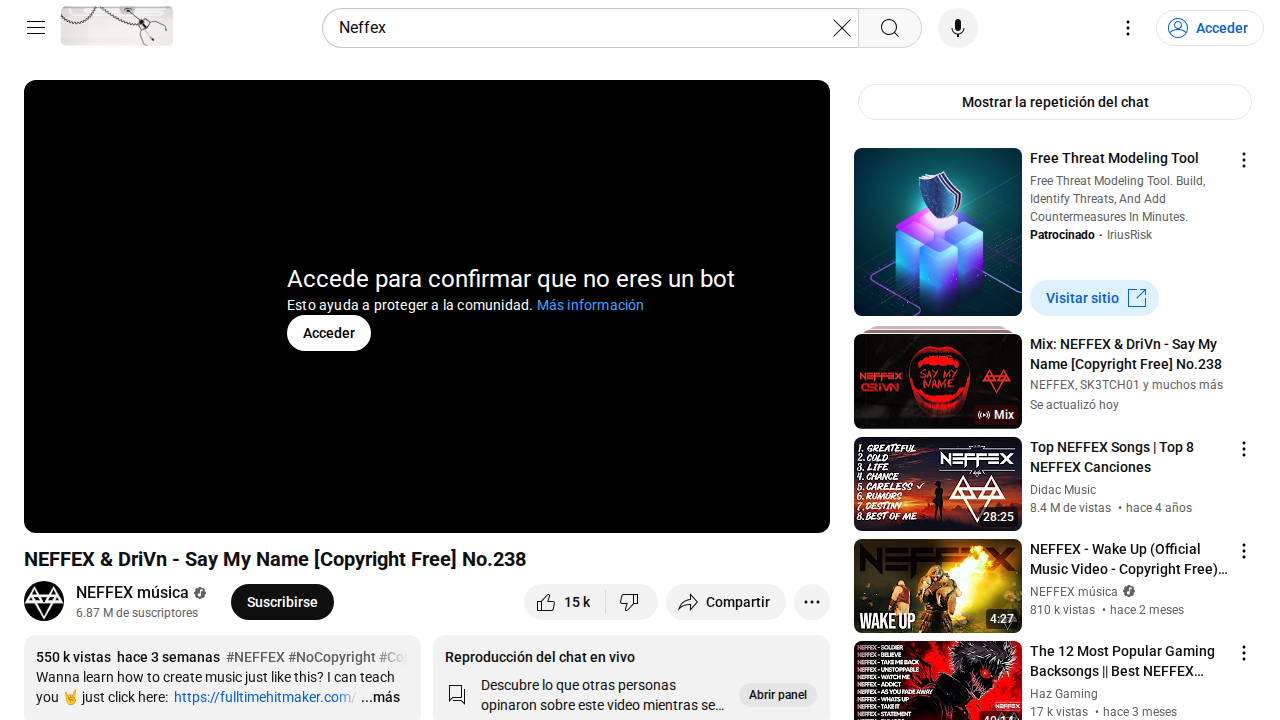 Neffex
Acceder
Accede para confirmar que no eres un bot
Esto ayuda a proteger a la comunidad. Más información
Acceder
NEFFEX & DriVn - Say My Name [Copyright Free] No.238
NEFFEX música
6.87 M de suscriptores
Suscribirse
15 k
Compartir
550 k vistas hace 3 semanas #NEFFEX #NoCopyright
Wanna learn how to create music just like this? I can teach
you 🤘 just click here: https://fulltimehitmaker.com/ ...más
Reproducción del chat en vivo
Descubre lo que otras personas
opinaron sobre este video mientras se…
Abrir panel
Mostrar la repetición del chat
Free Threat Modeling Tool
Free Threat Modeling Tool. Build,
Identify Threats, And Add
Countermeasures In Minutes.
Patrocinado · IriusRisk
Visitar sitio
NEFFEX
DRIVN
SAY MY
NAME
Mix
Mix: NEFFEX & DriVn - Say My
Name [Copyright Free] No.238
NEFFEX, SK3TCH01 y muchos más
Se actualizó hoy
1. GREATEFUL
2. COLD
3. LIFE
4. CHANCE
5. CARELESS ✓
6. RUMORS
7. DESTINY
8. BEST OF ME
NEFFEX
28:25
Top NEFFEX Songs | Top 8
NEFFEX Canciones
Didac Music
8.4 M de vistas • hace 4 años
NEFFEX
WAKE UP
4:27
NEFFEX - Wake Up (Official
Music Video - Copyright Free)…
NEFFEX música
810 k vistas • hace 2 meses
NEFFEX - SOLDIER
NEFFEX - BELIEVE
NEFFEX - TAKE ME BACK
NEFFEX - UNSTOPPABLE
NEFFEX - WATCH ME
NEFFEX - ADDICT
NEFFEX - AS YOU FADE AWAY
NEFFEX - WHATS UP
NEFFEX - TAKE IT
NEFFEX - STATEMENT
NEFFEX
The 12 Most Popular Gaming
Backsongs || Best NEFFEX…
Haz Gaming
17 k vistas • hace 3 meses